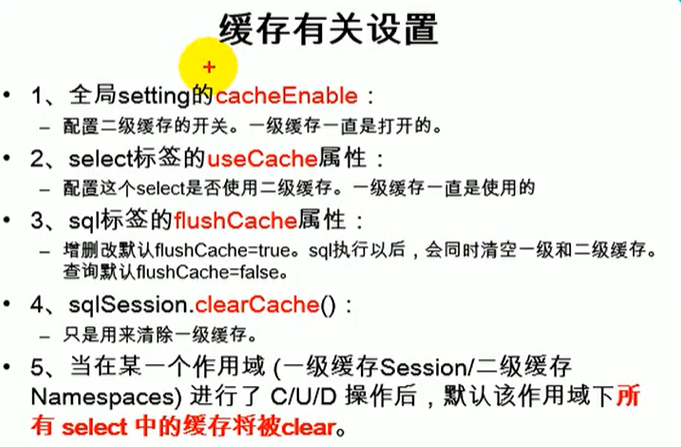 缓存有关设置
• 1、全局setting的cacheEnable：
– 配置二级缓存的开关。一级缓存一直是打开的。
• 2、select标签的useCache属性：
– 配置这个select是否使用二级缓存。一级缓存一直是使用的
• 3、sql标签的flushCache属性：
– 增删改默认flushCache=true。sql执行以后，会同时清空一级和二级缓存。
查询默认flushCache=false。
• 4、sqlSession.clearCache()：
– 只是用来清除一级缓存。
• 5、当在某一个作用域 (一级缓存Session/二级缓存
Namespaces) 进行了 C/U/D 操作后，默认该作用域下所
有 select 中的缓存将被clear。